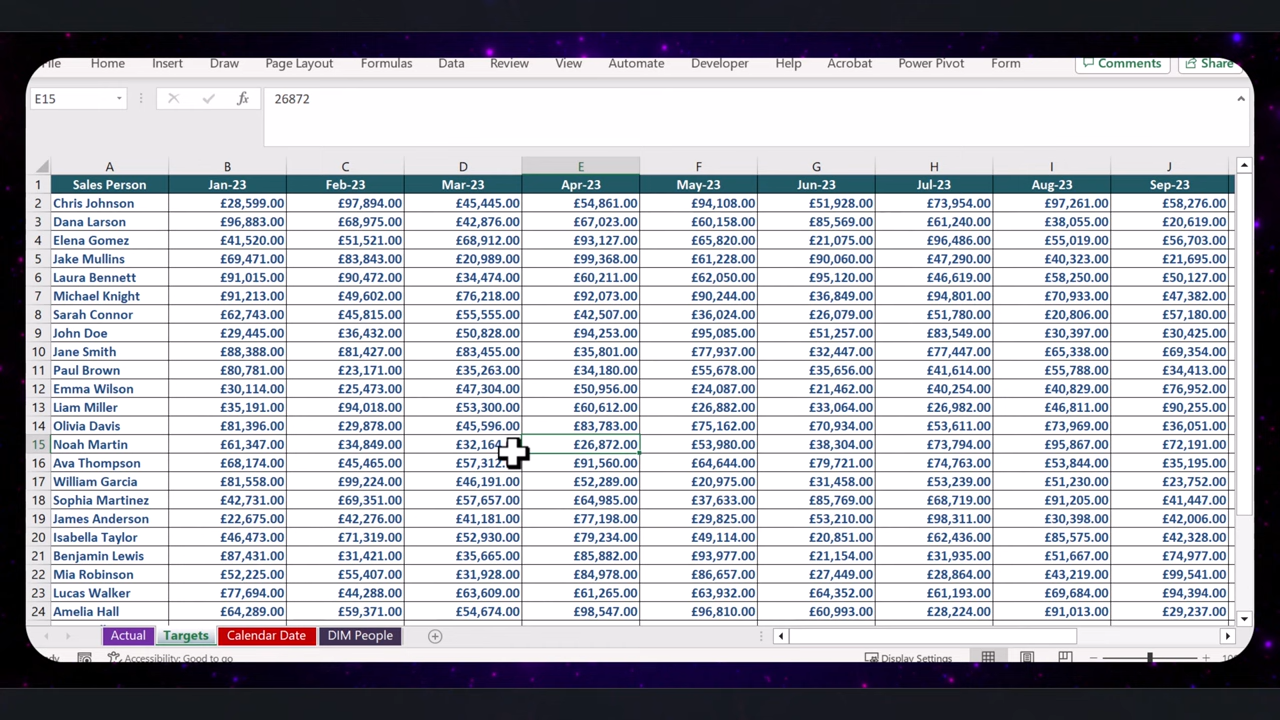 File Home Insert Draw Page Layout Formulas Data Review View Automate Developer Help Acrobat Power Pivot Form Comments Share
E15 fx 26872
A B C D E F G H I J
1 Sales Person Jan-23 Feb-23 Mar-23 Apr-23 May-23 Jun-23 Jul-23 Aug-23 Sep-23
2 Chris Johnson £28,599.00 £97,894.00 £45,445.00 £54,861.00 £94,108.00 £51,928.00 £73,954.00 £97,261.00 £58,276.00
3 Dana Larson £96,883.00 £68,975.00 £42,876.00 £67,023.00 £60,158.00 £85,569.00 £61,240.00 £38,055.00 £20,619.00
4 Elena Gomez £41,520.00 £51,521.00 £68,912.00 £93,127.00 £65,820.00 £21,075.00 £96,486.00 £55,019.00 £56,703.00
5 Jake Mullins £69,471.00 £83,843.00 £20,989.00 £99,368.00 £61,228.00 £90,060.00 £47,290.00 £40,323.00 £21,695.00
6 Laura Bennett £91,015.00 £90,472.00 £34,474.00 £60,211.00 £62,050.00 £95,120.00 £46,619.00 £58,250.00 £50,127.00
7 Michael Knight £91,213.00 £49,602.00 £76,218.00 £92,073.00 £90,244.00 £36,849.00 £94,801.00 £70,933.00 £47,382.00
8 Sarah Connor £62,743.00 £45,815.00 £55,555.00 £42,507.00 £36,024.00 £26,079.00 £51,780.00 £20,806.00 £57,180.00
9 John Doe £29,445.00 £36,432.00 £50,828.00 £94,253.00 £95,085.00 £51,257.00 £83,549.00 £30,397.00 £30,425.00
10 Jane Smith £88,388.00 £81,427.00 £83,455.00 £35,801.00 £77,937.00 £32,447.00 £77,447.00 £65,338.00 £69,354.00
11 Paul Brown £80,781.00 £23,171.00 £35,263.00 £34,180.00 £55,678.00 £35,656.00 £41,614.00 £55,788.00 £34,413.00
12 Emma Wilson £30,114.00 £25,473.00 £47,304.00 £50,956.00 £24,087.00 £21,462.00 £40,254.00 £40,829.00 £76,952.00
13 Liam Miller £35,191.00 £94,018.00 £53,300.00 £60,612.00 £26,882.00 £33,064.00 £26,982.00 £46,811.00 £90,255.00
14 Olivia Davis £81,396.00 £29,878.00 £45,596.00 £83,783.00 £75,162.00 £70,934.00 £53,611.00 £73,969.00 £36,051.00
15 Noah Martin £61,347.00 £34,849.00 £32,164 £26,872.00 £53,980.00 £38,304.00 £73,794.00 £95,867.00 £72,191.00
16 Ava Thompson £68,174.00 £45,465.00 £57,312 £91,560.00 £64,644.00 £79,721.00 £74,763.00 £53,844.00 £35,195.00
17 William Garcia £81,558.00 £99,224.00 £46,191.00 £52,289.00 £20,975.00 £31,458.00 £53,239.00 £51,230.00 £23,752.00
18 Sophia Martinez £42,731.00 £69,351.00 £57,657.00 £64,985.00 £37,633.00 £85,769.00 £68,719.00 £91,205.00 £41,447.00
19 James Anderson £22,675.00 £42,276.00 £41,181.00 £77,198.00 £29,825.00 £53,210.00 £98,311.00 £30,398.00 £42,006.00
20 Isabella Taylor £46,473.00 £71,319.00 £52,930.00 £79,234.00 £49,114.00 £20,851.00 £62,436.00 £85,575.00 £42,328.00
21 Benjamin Lewis £87,431.00 £31,421.00 £35,665.00 £85,882.00 £93,977.00 £21,154.00 £31,935.00 £51,667.00 £74,977.00
22 Mia Robinson £52,225.00 £55,407.00 £31,928.00 £84,978.00 £86,657.00 £27,449.00 £28,864.00 £43,219.00 £99,541.00
23 Lucas Walker £77,694.00 £44,288.00 £63,609.00 £61,265.00 £63,932.00 £64,352.00 £61,193.00 £69,684.00 £94,394.00
24 Amelia Hall £64,289.00 £59,371.00 £54,674.00 £98,547.00 £96,810.00 £60,993.00 £28,224.00 £91,013.00 £29,237.00
Actual Targets Calendar Date DIM People
Accessibility: Good to go Display Settings